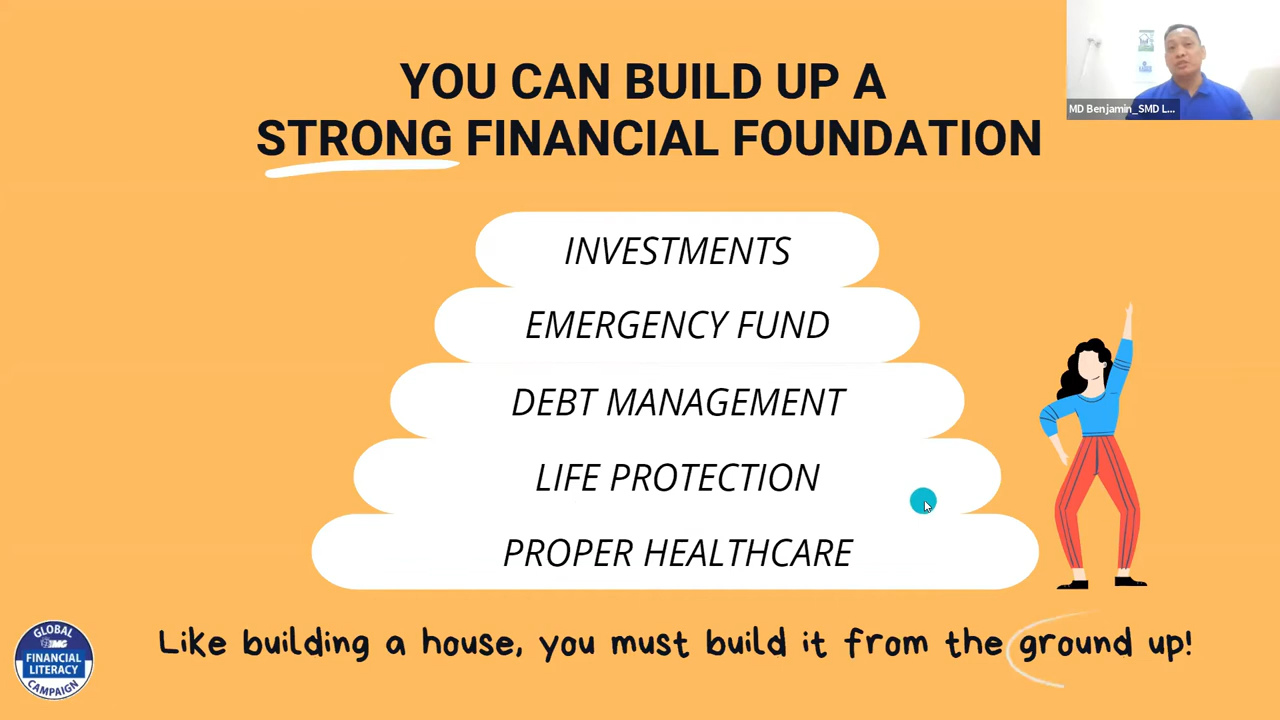 YOU CAN BUILD UP A
STRONG FINANCIAL FOUNDATION
MD Benjamin_SMD L...
INVESTMENTS
EMERGENCY FUND
DEBT MANAGEMENT
LIFE PROTECTION
PROPER HEALTHCARE
Like building a house, you must build it from the ground up!
GLOBAL
IMG
FINANCIAL
LITERACY
CAMPAIGN